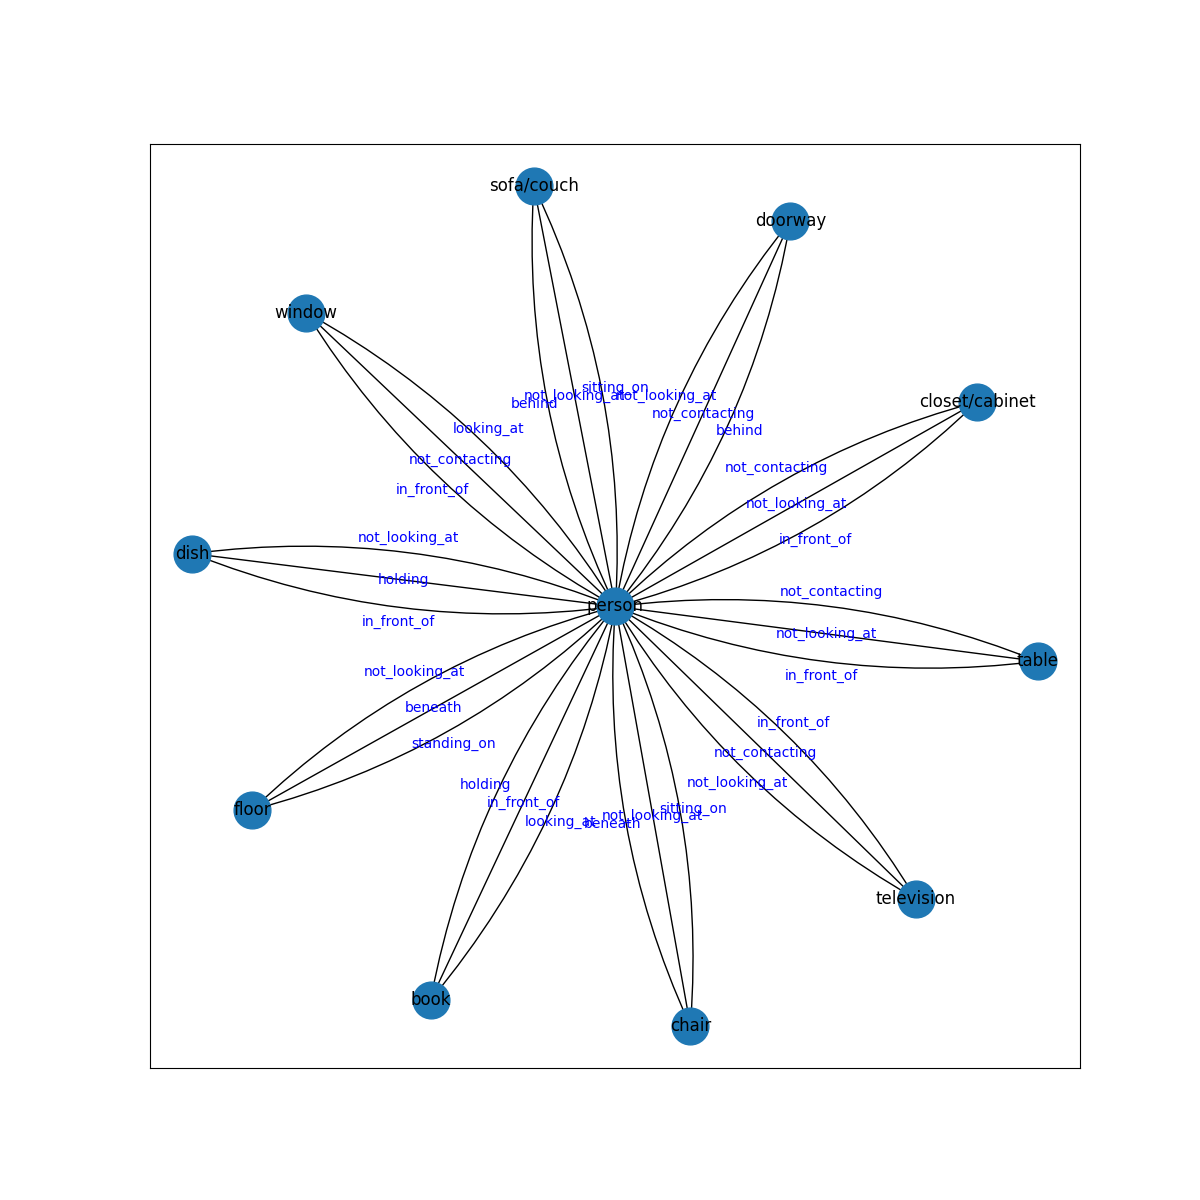 sofa/couch
doorway
window
closet/cabinet
sitting_on
not_looking_at
not_looking_at
behind
not_contacting
looking_at
behind
not_contacting
not_contacting
in_front_of
not_looking_at
not_looking_at
in_front_of
dish
holding
not_contacting
person
in_front_of
not_looking_at
table
not_looking_at
in_front_of
beneath
in_front_of
standing_on
not_contacting
holding
not_looking_at
in_front_of
sitting_on
floor
looking_at
beneath
not_looking_at
television
book
chair